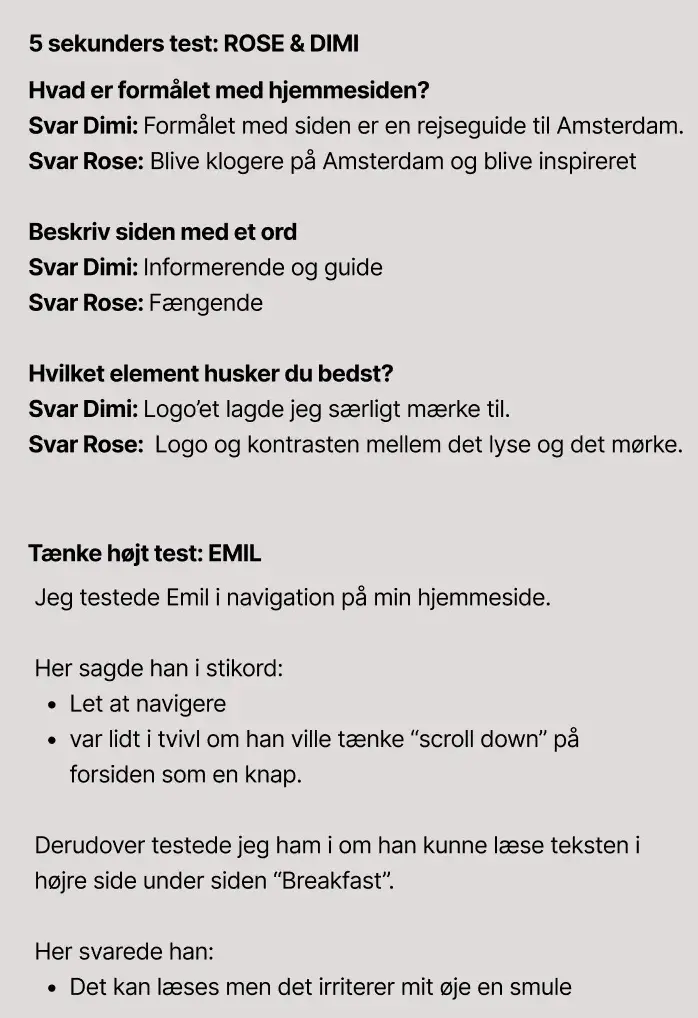 5 sekunders test: ROSE & DIMI
Hvad er formålet med hjemmesiden?
Svar Dimi: Formålet med siden er en rejseguide til Amsterdam.
Svar Rose: Blive klogere på Amsterdam og blive inspireret
Beskriv siden med et ord
Svar Dimi: Informerende og guide
Svar Rose: Fængende
Hvilket element husker du bedst?
Svar Dimi: Logo’et lagde jeg særligt mærke til.
Svar Rose: Logo og kontrasten mellem det lyse og det mørke.
Tænke højt test: EMIL
Jeg testede Emil i navigation på min hjemmeside.
Her sagde han i stikord:
• Let at navigere
• var lidt i tvivl om han ville tænke “scroll down” på
forsiden som en knap.
Derudover testede jeg ham i om han kunne læse teksten i
højre side under siden “Breakfast”.
Her svarede han:
• Det kan læses men det irriterer mit øje en smule